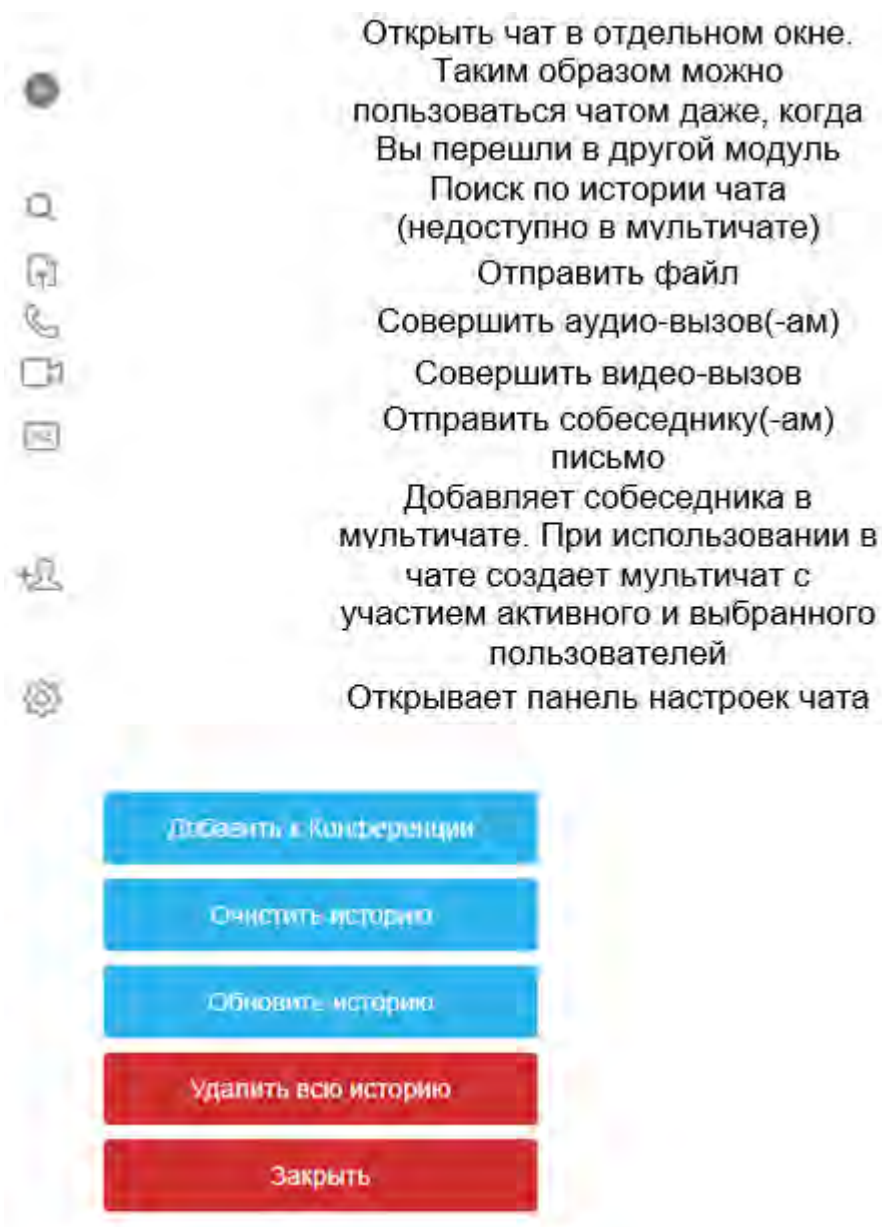 Открыть чат в отдельном окне.
Таким образом можно
пользоваться чатом даже, когда
Вы перешли в другой модуль
Поиск по истории чата
(недоступно в мультичате)
Отправить файл
Совершить аудио-вызов(-ам)
Совершить видео-вызов
Отправить собеседнику(-ам)
письмо
Добавляет собеседника в
мультичате. При использовании в
чате создает мультичат с
участием активного и выбранного
пользователей
Открывает панель настроек чата
Добавить к Конференции
Очистить историю
Обновить историю
Удалить всю историю
Закрыть